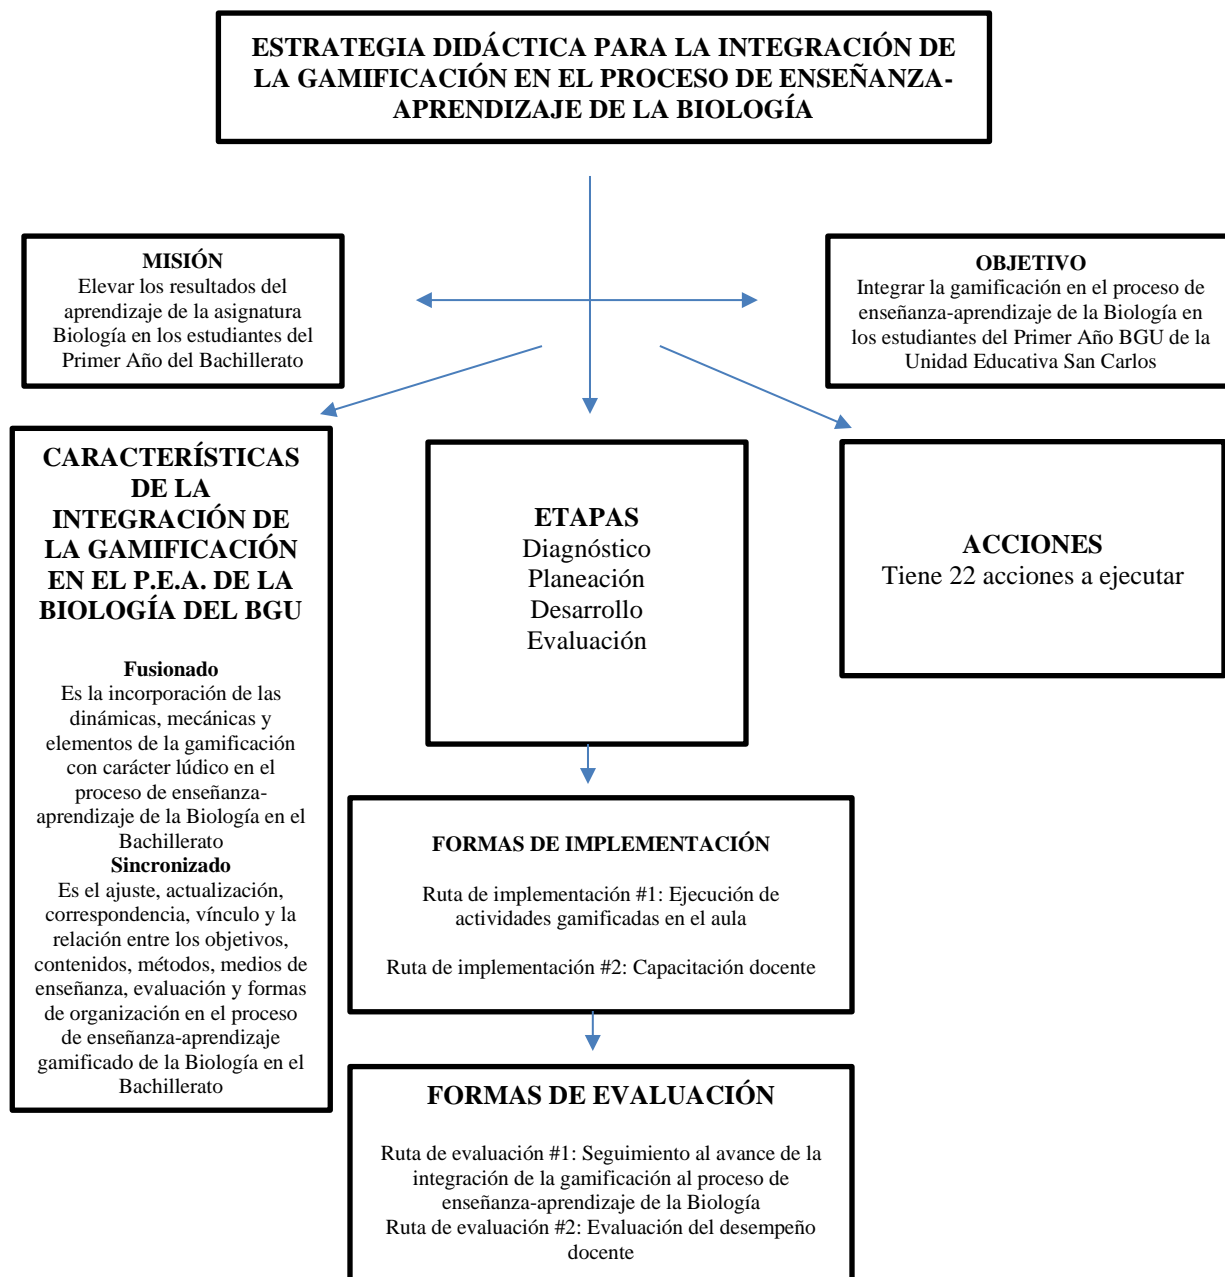 ESTRATEGIA DIDÁCTICA PARA LA INTEGRACIÓN DE
LA GAMIFICACIÓN EN EL PROCESO DE ENSEÑANZA-
APRENDIZAJE DE LA BIOLOGÍA
MISIÓN
Elevar los resultados del
aprendizaje de la asignatura
Biología en los estudiantes del
Primer Año del Bachillerato
OBJETIVO
Integrar la gamificación en el proceso de
enseñanza-aprendizaje de la Biología en
los estudiantes del Primer Año BGU de la
Unidad Educativa San Carlos
CARACTERÍSTICAS
DE LA
INTEGRACIÓN DE
LA GAMIFICACIÓN
EN EL P.E.A. DE LA
BIOLOGÍA DEL BGU
Fusionado
Es la incorporación de las
dinámicas, mecánicas y
elementos de la gamificación
con carácter lúdico en el
proceso de enseñanza-
aprendizaje de la Biología en el
Bachillerato
Sincronizado
Es el ajuste, actualización,
correspondencia, vínculo y la
relación entre los objetivos,
contenidos, métodos, medios de
enseñanza, evaluación y formas
de organización en el proceso
de enseñanza-aprendizaje
gamificado de la Biología en el
Bachillerato
ETAPAS
Diagnóstico
Planeación
Desarrollo
Evaluación
ACCIONES
Tiene 22 acciones a ejecutar
FORMAS DE IMPLEMENTACIÓN
Ruta de implementación #1: Ejecución de
actividades gamificadas en el aula
Ruta de implementación #2: Capacitación docente
FORMAS DE EVALUACIÓN
Ruta de evaluación #1: Seguimiento al avance de la
integración de la gamificación al proceso de
enseñanza-aprendizaje de la Biología
Ruta de evaluación #2: Evaluación del desempeño
docente